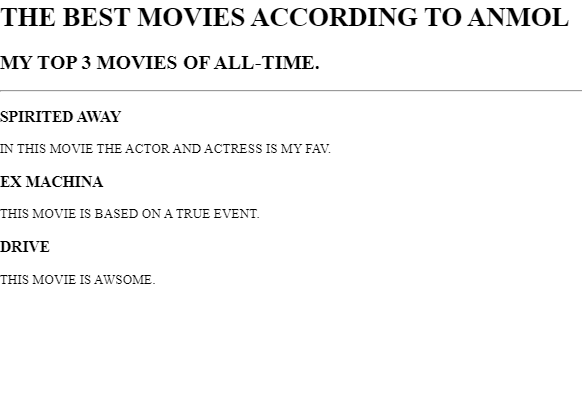 THE BEST MOVIES ACCORDING TO ANMOL
MY TOP 3 MOVIES OF ALL-TIME.
SPIRITED AWAY
IN THIS MOVIE THE ACTOR AND ACTRESS IS MY FAV.
EX MACHINA
THIS MOVIE IS BASED ON A TRUE EVENT.
DRIVE
THIS MOVIE IS AWSOME.